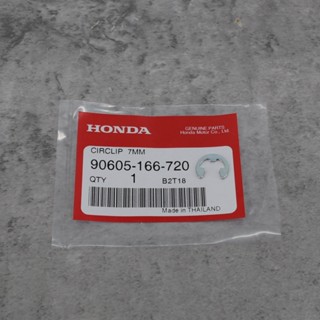 HONDA
GENUINE PARTS
Honda Motor Co., Ltd
CIRCLIP 7MM
90605-166-720
QTY 1 B2T18
Made in THAILAND